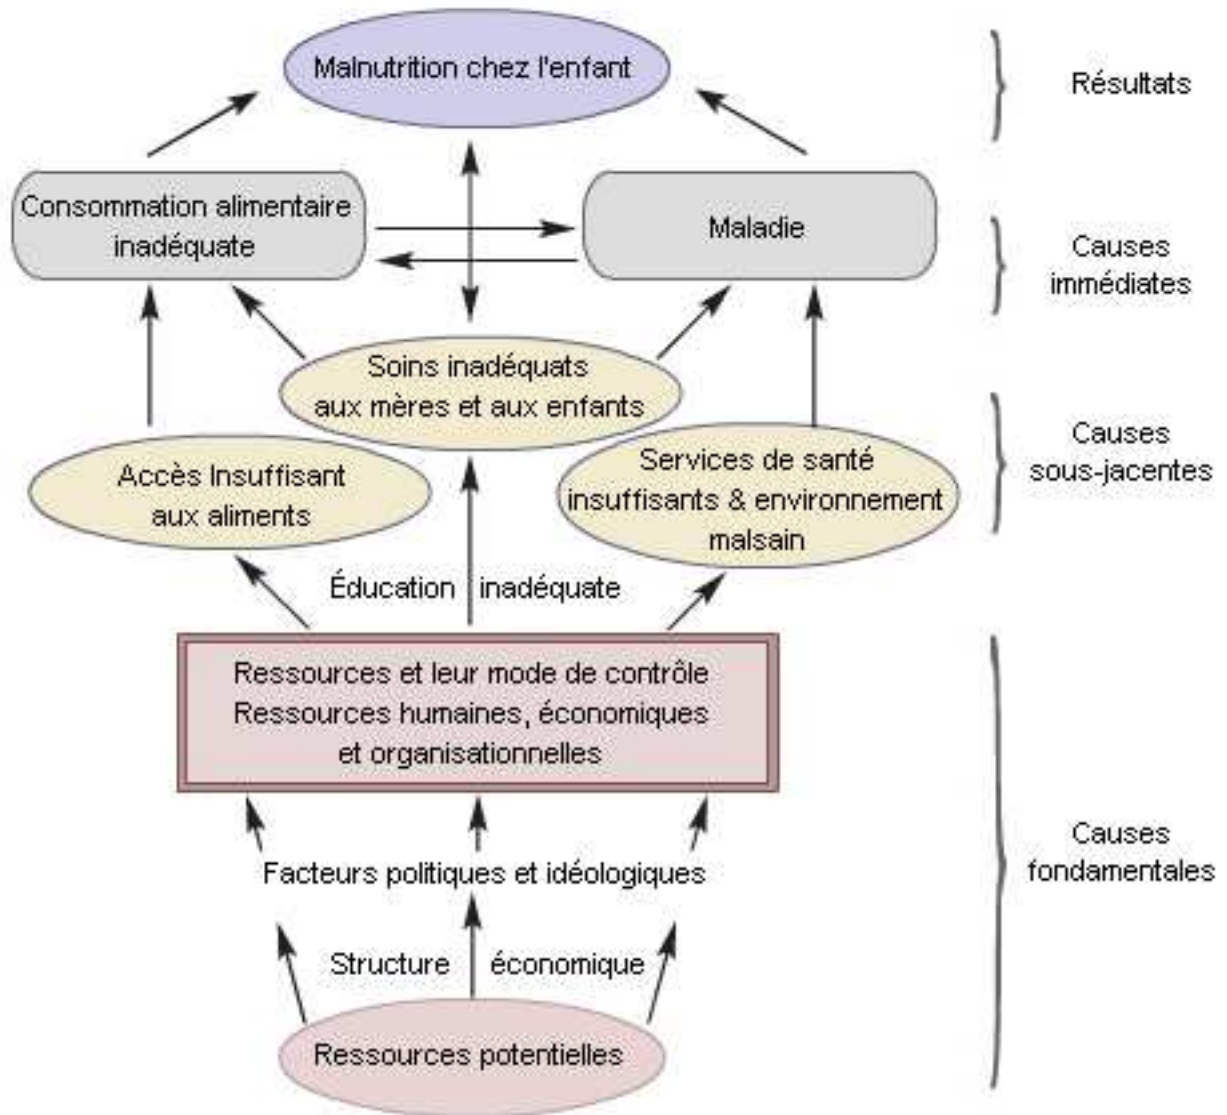 Malnutrition chez l'enfant
Résultats
Consommation alimentaire
inadéquate
Maladie
Causes
immédiates
Soins inadéquats
aux mères et aux enfants
Accès Insuffisant
aux aliments
Services de santé
insuffisants & environnement
malsain
Causes
sous-jacentes
Éducation inadéquate
Ressources et leur mode de contrôle
Ressources humaines, économiques
et organisationnelles
Facteurs politiques et idéologiques
Structure économique
Ressources potentielles
Causes
fondamentales